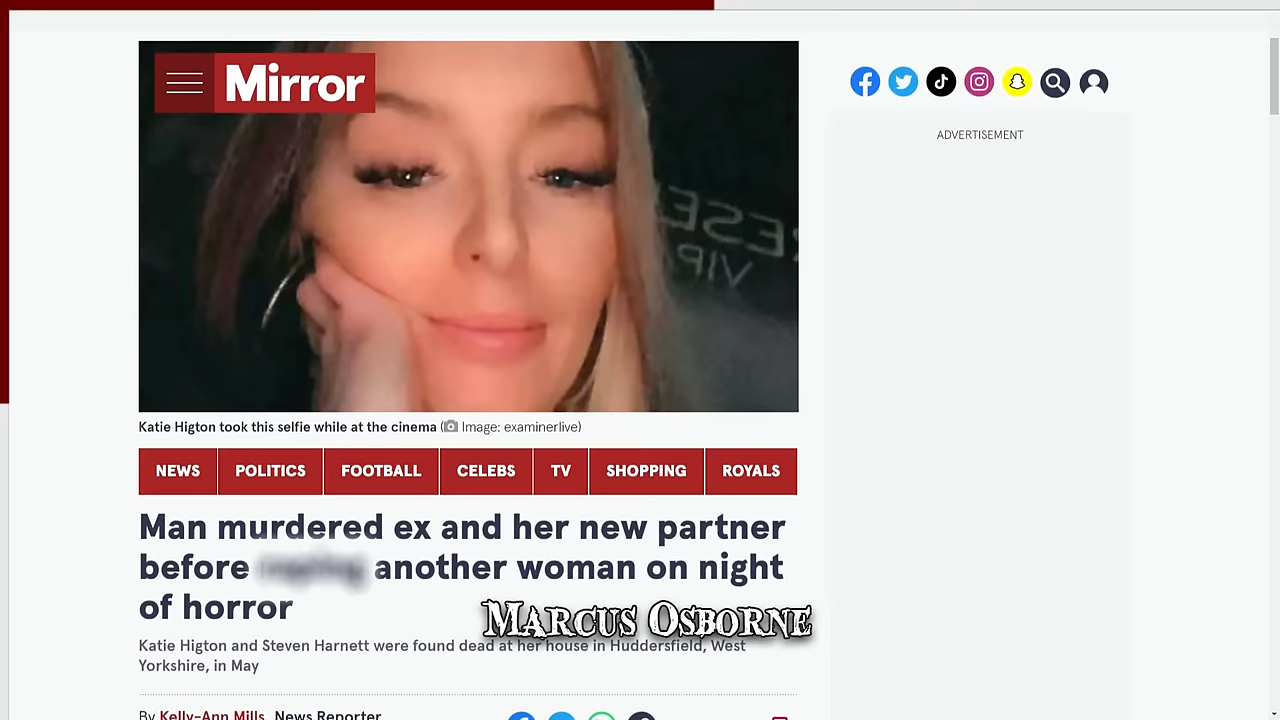 Mirror
ADVERTISEMENT
Katie Higton took this selfie while at the cinema (Image: examinerlive)
NEWS POLITICS FOOTBALL CELEBS TV SHOPPING ROYALS
Man murdered ex and her new partner
before another woman on night
of horror
MARCUS OSBORNE
Katie Higton and Steven Harnett were found dead at her house in Huddersfield, West
Yorkshire, in May
By Kelly-Ann Mills, News Reporter